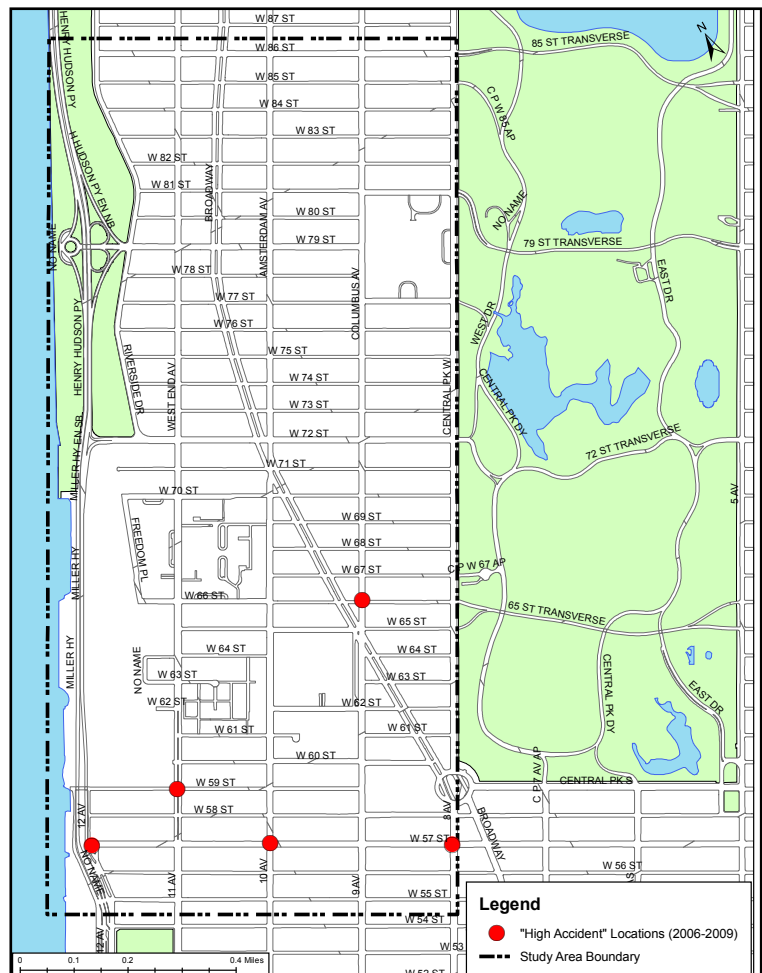 W 87 ST
HENRY HUDSON PY
W 86 ST
85 ST TRANSVERSE
N
W 85 ST
W 84 ST
C P W 85 AP
W 83 ST
H HUDSON PY EN NB
W 82 ST
W 81 ST
BROADWAY
AMSTERDAM AV
W 80 ST
NO NAME
NO NAME
W 79 ST
79 ST TRANSVERSE
W 78 ST
COLUMBUS AV
EAST DR
W 77 ST
HENRY HUDSON PY
W 76 ST
WEST DR
RIVERSIDE DR
W 75 ST
WEST END AV
W 74 ST
CENTRAL PK W
CENTRAL PK DY
W 73 ST
W 72 ST
72 ST TRANSVERSE
MILLER HY EN SB
W 71 ST
W 70 ST
5 AV
FREEDOM PL
W 69 ST
W 68 ST
MILLER HY
W 67 ST
C P W 67 AP
W 66 ST
65 ST TRANSVERSE
W 65 ST
MILLER HY
NO NAME
W 64 ST
W 64 ST
W 63 ST
W 63 ST
CENTRAL PK DY
EAST DR
W 62 ST
W 62 ST
W 61 ST
W 61 ST
W 60 ST
C P 7 AV AP
W 59 ST
CENTRAL PK S
12 AV
W 58 ST
8 AV
BROADWAY
W 57 ST
NO NAME
11 AV
10 AV
9 AV
W 56 ST
W 55 ST
W 54 ST
12 AV
W 53
W 52 ST
Legend
"High Accident" Locations (2006-2009)
Study Area Boundary
0 0.1 0.2 0.4 Miles